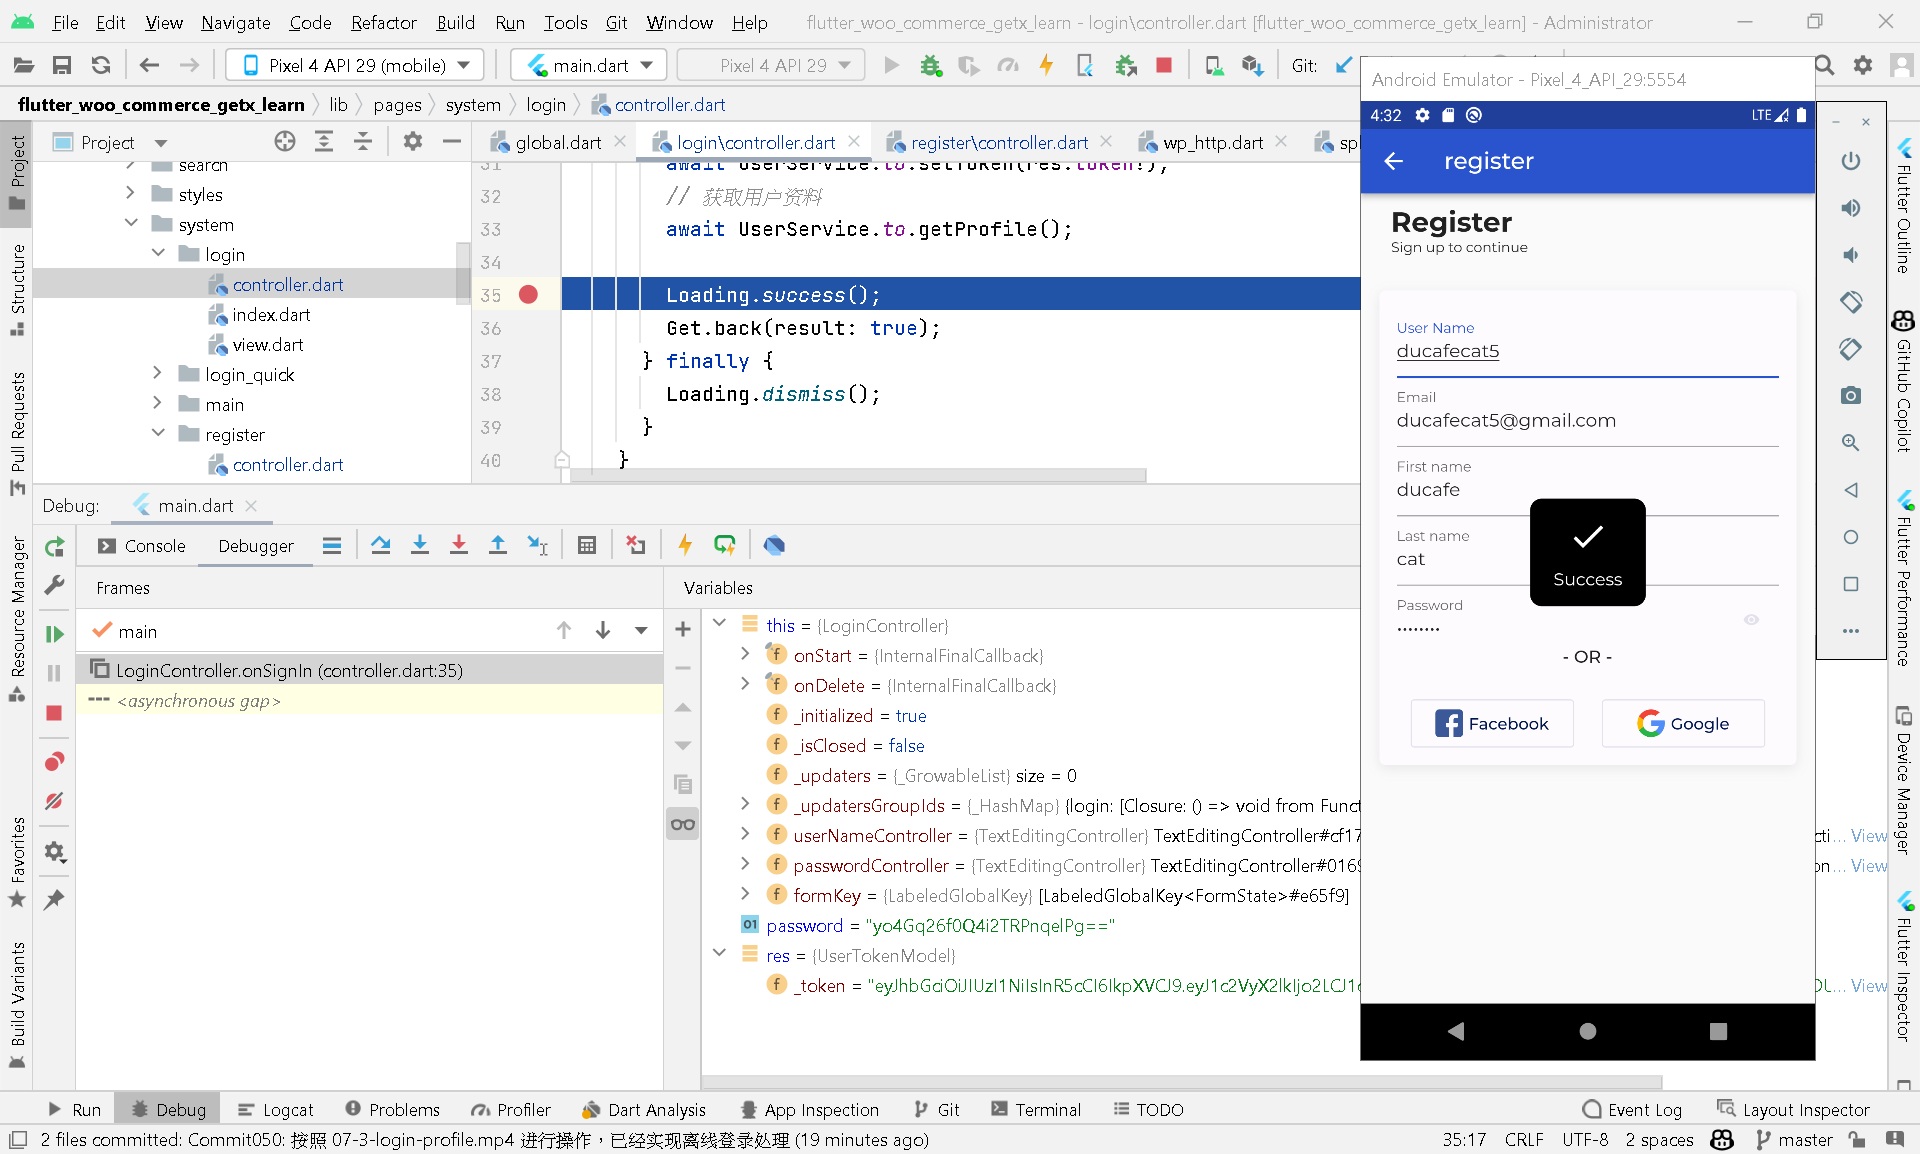 File Edit View Navigate Code Refactor Build Run Tools Git Window Help flutter_woo_commerce_getx_learn - login\controller.dart [flutter_woo_commerce_getx_learn] - Administrator
Pixel 4 API 29 (mobile) main.dart Pixel 4 API 29 Git:
flutter_woo_commerce_getx_learn lib pages system login controller.dart
Project
global.dart login\controller.dart register\controller.dart wp_http.dart spl
search
styles
system
login
controller.dart
index.dart
view.dart
login_quick
main
register
controller.dart
31 await UserService.to.setToken(res.token!);
32 // 获取用户资料
33 await UserService.to.getProfile();
34
35 Loading.success();
36 Get.back(result: true);
37 } finally {
38 Loading.dismiss();
39 }
40 }
Debug: main.dart
Console Debugger
Frames
Variables
main
LoginController.onSignIn (controller.dart:35)
<asynchronous gap>
this = {LoginController}
onStart = {InternalFinalCallback}
onDelete = {InternalFinalCallback}
_initialized = true
_isClosed = false
_updaters = {_GrowableList} size = 0
_updatersGroupIds = {_HashMap} {login: [Closure: () => void from Funct
userNameController = {TextEditingController} TextEditingController#cf17 cti... View
passwordController = {TextEditingController} TextEditingController#0169 on... View
formKey = {LabeledGlobalKey} [LabeledGlobalKey<FormState>#e65f9]
01 password = "yo4Gq26f0Q4i2TRPnqelPg=="
res = {UserTokenModel}
... View
Android Emulator - Pixel_4_API_29:5554
4:32 LTE
register
Register
Sign up to continue
User Name
ducafecat5
Email
ducafecat5@gmail.com
First name
ducafe
Last name
cat
Success
Password
••••••••
- OR -
Facebook Google
Project
Structure
Pull Requests
Resource Manager
Favorites
Build Variants
Flutter Outline
GitHub Copilot
Flutter Performance
Device Manager
Flutter Inspector
Run Debug Logcat Problems Profiler Dart Analysis App Inspection Git Terminal TODO Event Log Layout Inspector
2 files committed: Commit050: 按照 07-3-login-profile.mp4 进行操作，已经实现离线登录处理 (19 minutes ago) 35:17 CRLF UTF-8 2 spaces master